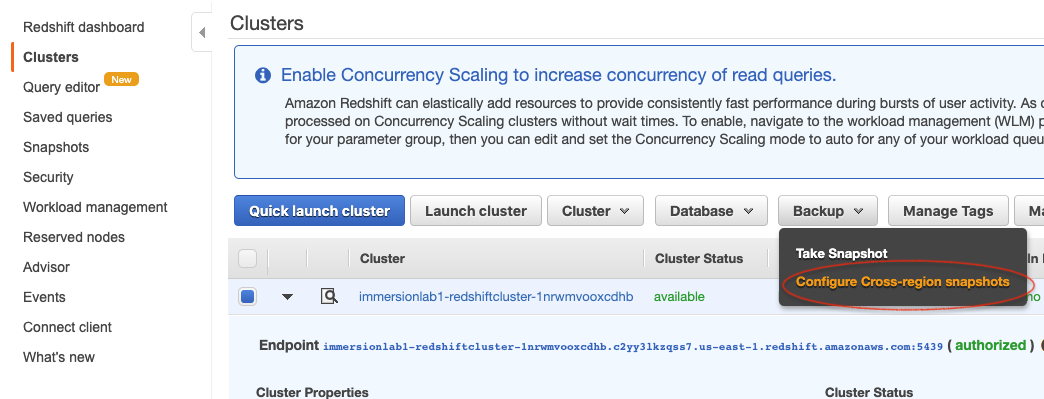 Redshift dashboard
Clusters
Query editor New
Saved queries
Snapshots
Security
Workload management
Reserved nodes
Advisor
Events
Connect client
What's new
Clusters
Enable Concurrency Scaling to increase concurrency of read queries.
Amazon Redshift can elastically add resources to provide consistently fast performance during bursts of user activity. As
processed on Concurrency Scaling clusters without wait times. To enable, navigate to the workload management (WLM)
for your parameter group, then you can edit and set the Concurrency Scaling mode to auto for any of your workload
Quick launch cluster Launch cluster Cluster Database Backup Manage Tags
Take Snapshot
Configure Cross-region snapshots
Cluster Cluster Status In
immersionlab1-redshiftcluster-1nrwmvooxcdhb available no
Endpoint immersionlab1-redshiftcluster-1nrwmvooxcdhb.c2yy3lkzqss7.us-east-1.redshift.amazonaws.com:5439 ( authorized )
Cluster Properties Cluster Status